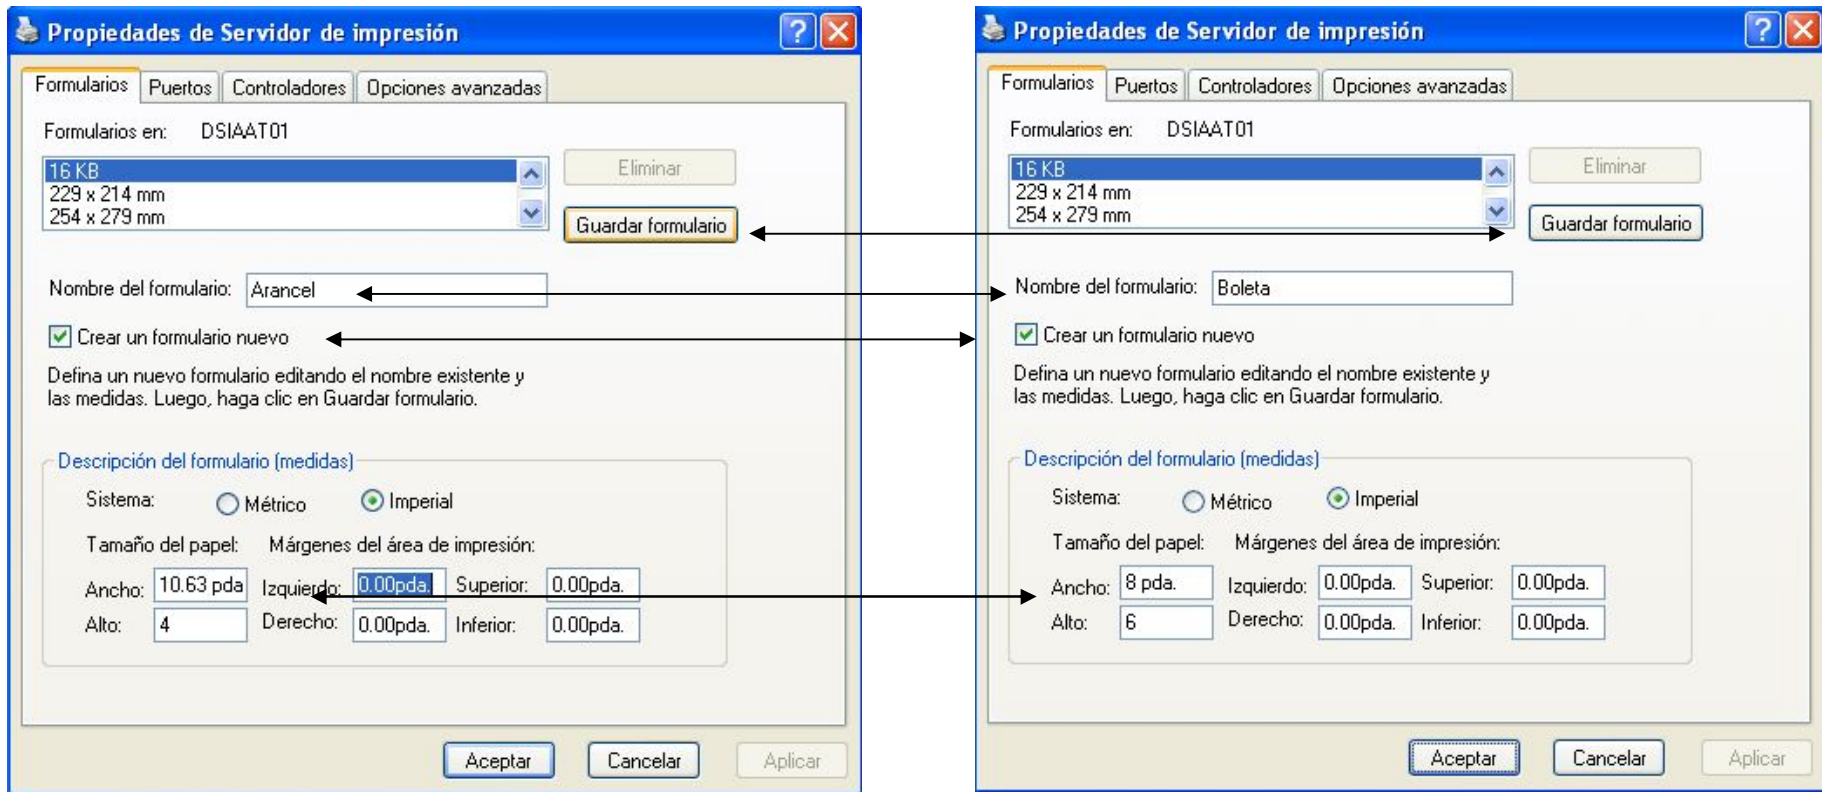 Propiedades de Servidor de impresión
Formularios Puertos Controladores Opciones avanzadas
Formularios en: DSIAAT01
16 KB
229 x 214 mm
254 x 279 mm
Eliminar
Guardar formulario
Nombre del formulario: Arancel
Crear un formulario nuevo
Defina un nuevo formulario editando el nombre existente y
las medidas. Luego, haga clic en Guardar formulario.
Descripción del formulario (medidas)
Sistema: Métrico Imperial
Tamaño del papel: Márgenes del área de impresión:
Ancho: 10.63 pda Izquierdo: 0.00pda. Superior: 0.00pda.
Alto: 4 Derecho: 0.00pda. Inferior: 0.00pda.
Aceptar Cancelar Aplicar
Propiedades de Servidor de impresión
Formularios Puertos Controladores Opciones avanzadas
Formularios en: DSIAAT01
16 KB
229 x 214 mm
254 x 279 mm
Eliminar
Guardar formulario
Nombre del formulario: Boleta
Crear un formulario nuevo
Defina un nuevo formulario editando el nombre existente y
las medidas. Luego, haga clic en Guardar formulario.
Descripción del formulario (medidas)
Sistema: Métrico Imperial
Tamaño del papel: Márgenes del área de impresión:
Ancho: 8 pda. Izquierdo: 0.00pda. Superior: 0.00pda.
Alto: 6 Derecho: 0.00pda. Inferior: 0.00pda.
Aceptar Cancelar Aplicar